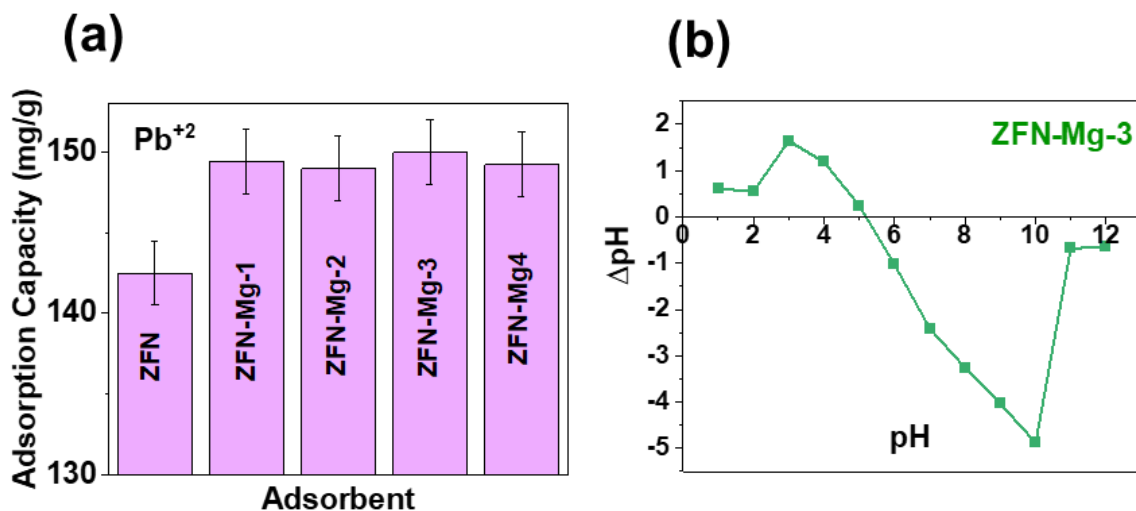 (a)
Adsorption Capacity (mg/g)
150
140
130
Pb+2
ZFN
ZFN-Mg-1
ZFN-Mg-2
ZFN-Mg-3
ZFN-Mg4
Adsorbent
(b)
ZFN-Mg-3
ΔpH
2
1
0
-1
-2
-3
-4
-5
0 2 4 6 8 10 12
pH